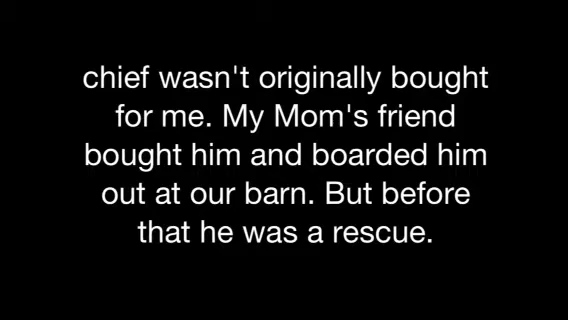 chief wasn't originally bought
for me. My Mom's friend
bought him and boarded him
out at our barn. But before
that he was a rescue.